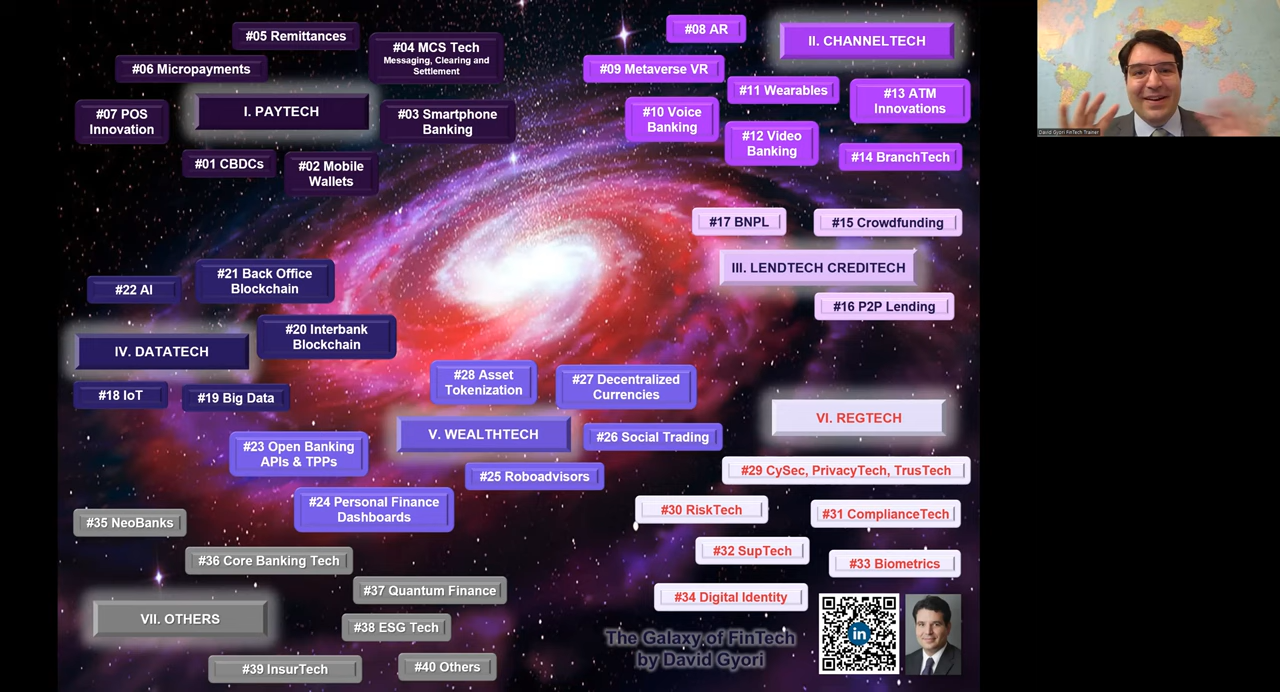 #05 Remittances
#04 MCS Tech
Messaging, Clearing and
Settlement
#06 Micropayments
I. PAYTECH
#07 POS
Innovation
#03 Smartphone
Banking
#01 CBDCs
#02 Mobile
Wallets
#08 AR
II. CHANNELTECH
#09 Metaverse VR
#11 Wearables
#13 ATM
Innovations
#10 Voice
Banking
#12 Video
Banking
#14 BranchTech
#17 BNPL
#15 Crowdfunding
III. LENDTECH CREDITECH
#16 P2P Lending
#21 Back Office
Blockchain
#22 AI
#20 Interbank
Blockchain
IV. DATATECH
#18 IoT
#19 Big Data
#28 Asset
Tokenization
#27 Decentralized
Currencies
V. WEALTHTECH
#26 Social Trading
#23 Open Banking
APIs & TPPs
#25 Roboadvisors
#24 Personal Finance
Dashboards
VI. REGTECH
#29 CySec, PrivacyTech, TrusTech
#30 RiskTech
#31 ComplianceTech
#32 SupTech
#33 Biometrics
#34 Digital Identity
#35 NeoBanks
#36 Core Banking Tech
#37 Quantum Finance
VII. OTHERS
#38 ESG Tech
#39 InsurTech
#40 Others
The Galaxy of FinTech
by David Gyori
in
David Gyori FinTech Trainer